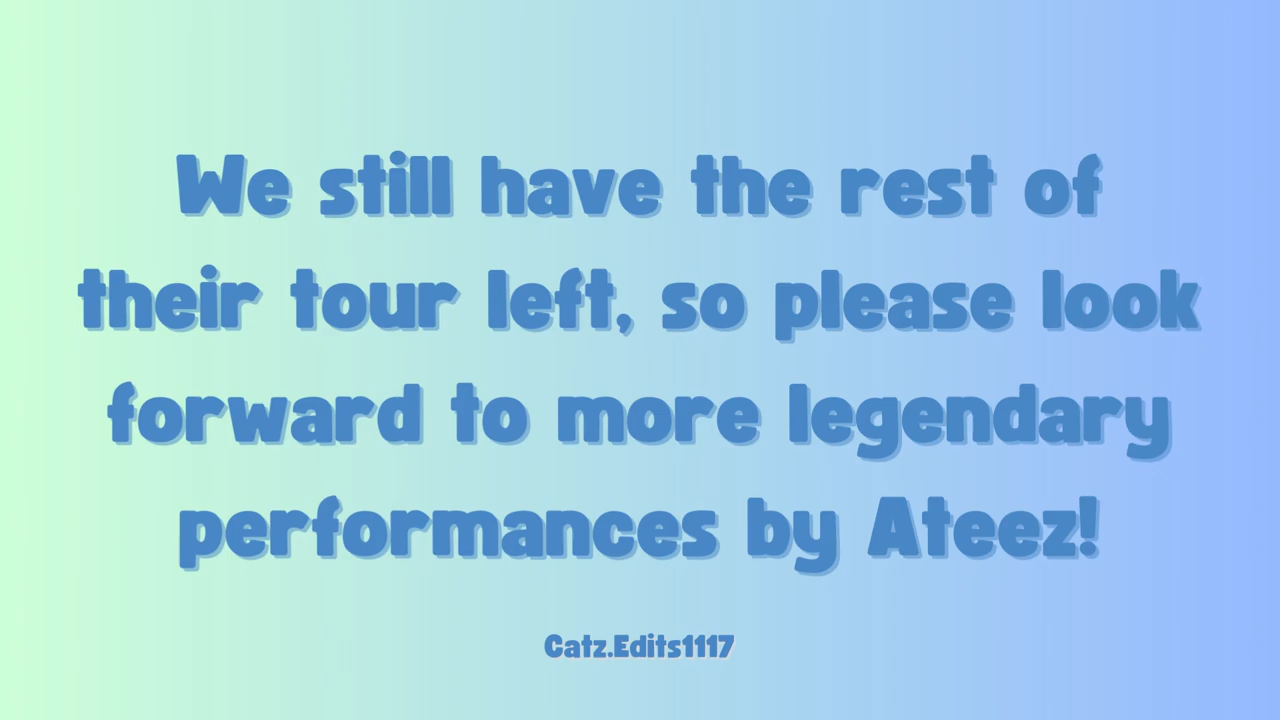 We still have the rest of
their tour left, so please look
forward to more legendary
performances by Ateez!
Catz.Edits1117